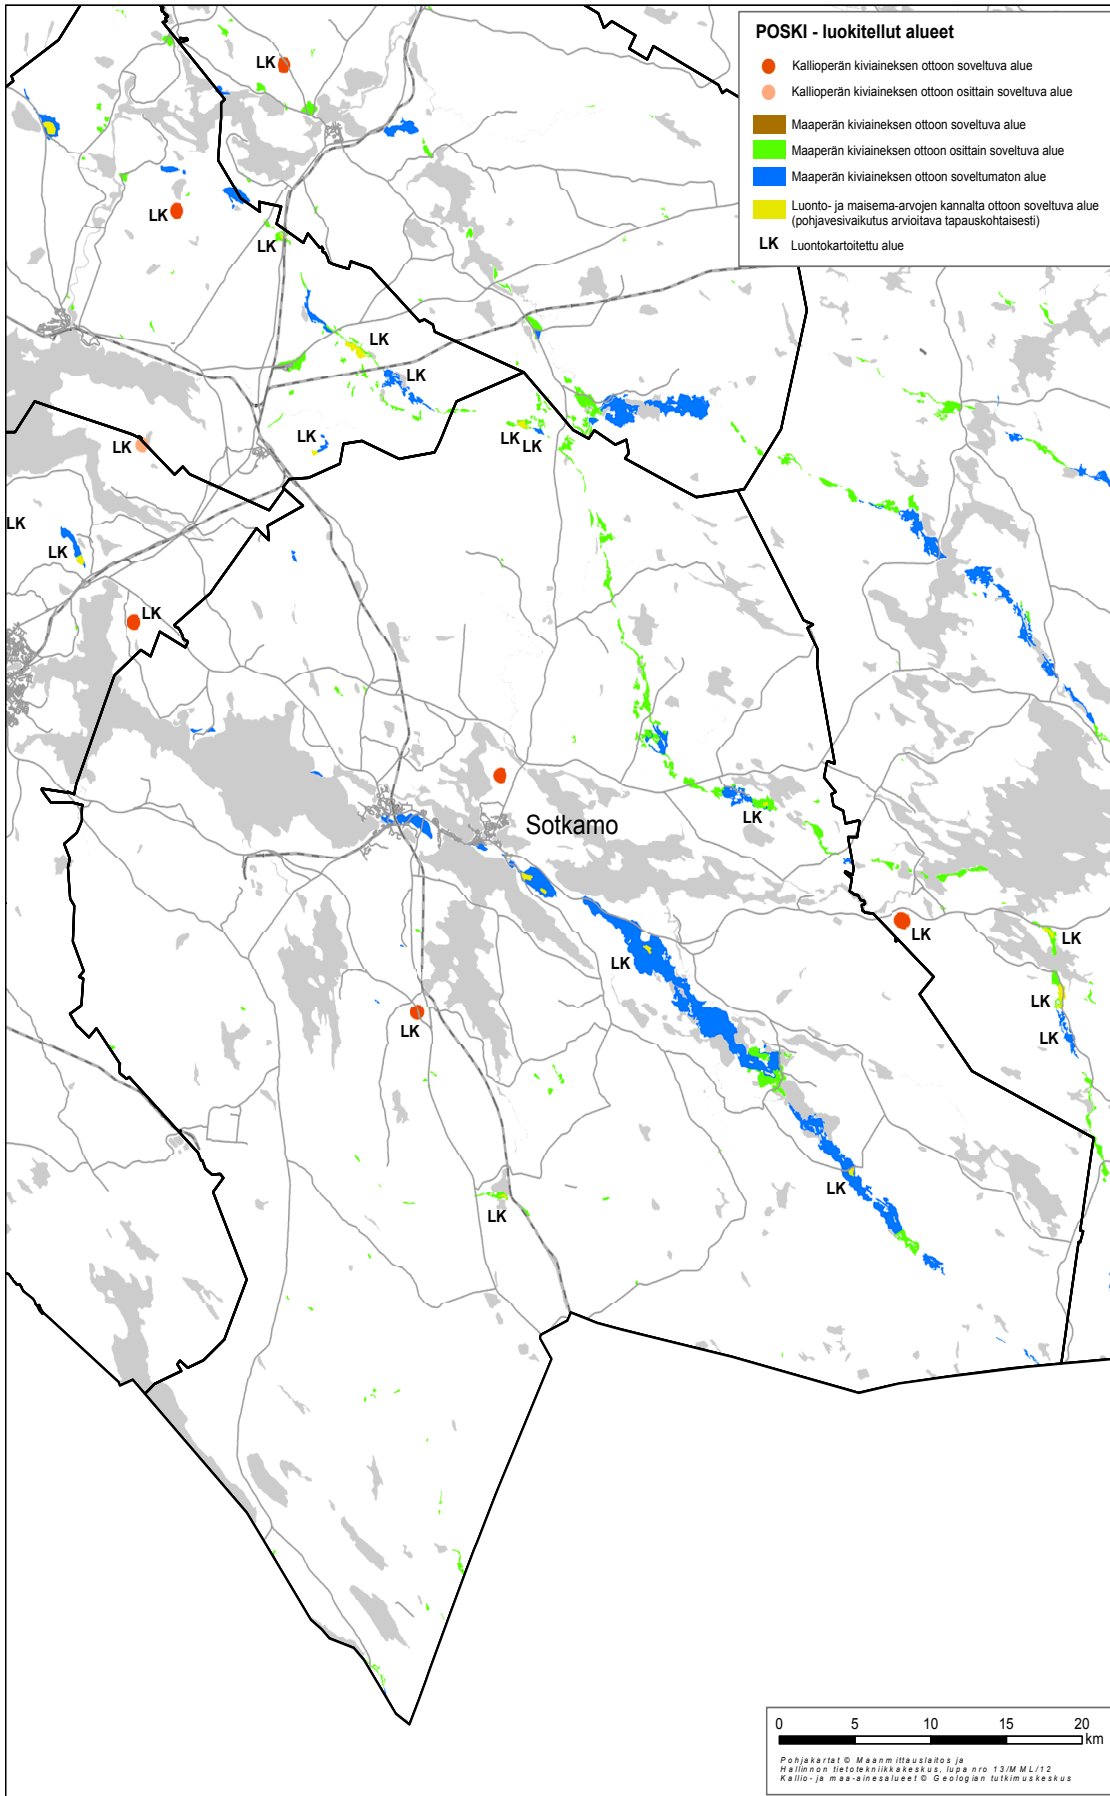 POSKI - luokitellut alueet
Kallioperän kiviaineksen ottoon soveltuva alue
Kallioperän kiviaineksen ottoon osittain soveltuva alue
Maaperän kiviaineksen ottoon soveltuva alue
Maaperän kiviaineksen ottoon osittain soveltuva alue
Maaperän kiviaineksen ottoon soveltumaton alue
Luonto- ja maisema-arvojen kannalta ottoon soveltuva alue
(pohjavesivaikutus arvioitava tapauskohtaisesti)
LK Luontokartoitettu alue
LK
LK
LK
LK
LK
LK
LK
LK
LK
LK
LK
LK
Sotkamo
LK
LK
LK
LK
LK
LK
LK
LK
LK
0 5 10 15 20
km
Pohjakartat © Maanmittauslaitos ja
Hallinnon tietotekniikkakeskus, lupa nro 13/MML/12
Kallio- ja maa-ainesalueet © Geologian tutkimuskeskus